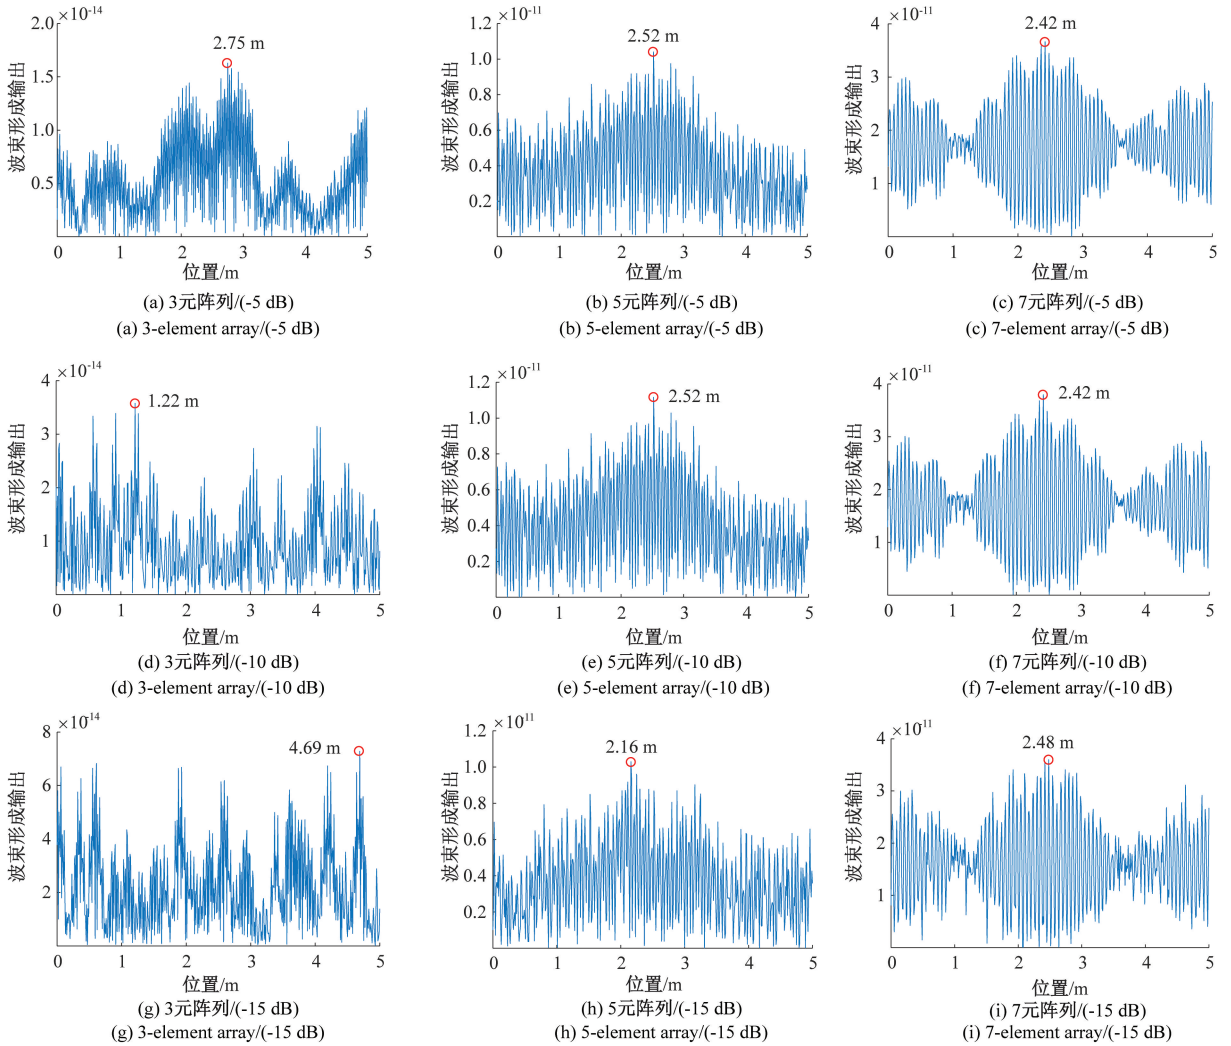 ×10⁻¹⁴
2.0
1.5
1.0
0.5
2.75 m
波束形成输出
0 1 2 3 4 5
位置/m
(a) 3元阵列/(-5 dB)
(a) 3-element array/(-5 dB)
×10⁻¹¹
1.2
1.0
0.8
0.6
0.4
0.2
2.52 m
波束形成输出
0 1 2 3 4 5
位置/m
(b) 5元阵列/(-5 dB)
(b) 5-element array/(-5 dB)
×10⁻¹¹
4
3
2
1
2.42 m
波束形成输出
0 1 2 3 4 5
位置/m
(c) 7元阵列/(-5 dB)
(c) 7-element array/(-5 dB)
×10⁻¹⁴
4
3
2
1
1.22 m
波束形成输出
0 1 2 3 4 5
位置/m
(d) 3元阵列/(-10 dB)
(d) 3-element array/(-10 dB)
×10⁻¹¹
1.2
1.0
0.8
0.6
0.4
0.2
2.52 m
波束形成输出
0 1 2 3 4 5
位置/m
(e) 5元阵列/(-10 dB)
(e) 5-element array/(-10 dB)
×10⁻¹¹
4
3
2
1
2.42 m
波束形成输出
0 1 2 3 4 5
位置/m
(f) 7元阵列/(-10 dB)
(f) 7-element array/(-10 dB)
×10⁻¹⁴
8
6
4
2
4.69 m
波束形成输出
0 1 2 3 4 5
位置/m
(g) 3元阵列/(-15 dB)
(g) 3-element array/(-15 dB)
×10¹¹
1.2
1.0
0.8
0.6
0.4
0.2
2.16 m
波束形成输出
0 1 2 3 4 5
位置/m
(h) 5元阵列/(-15 dB)
(h) 5-element array/(-15 dB)
×10⁻¹¹
4
3
2
1
2.48 m
波束形成输出
0 1 2 3 4 5
位置/m
(i) 7元阵列/(-15 dB)
(i) 7-element array/(-15 dB)